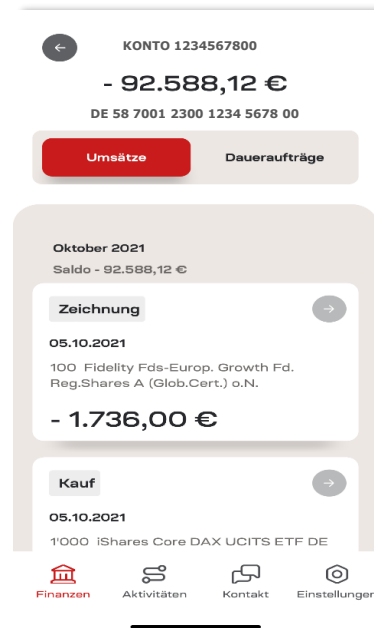 KONTO 1234567800
- 92.588,12 €
DE 58 7001 2300 1234 5678 00
Umsätze Daueraufträge
Oktober 2021
Saldo - 92.588,12 €
Zeichnung
05.10.2021
100 Fidelity Fds-Europ. Growth Fd.
Reg.Shares A (Glob.Cert.) o.N.
- 1.736,00 €
Kauf
05.10.2021
1'000 iShares Core DAX UCITS ETF DE
Finanzen Aktivitäten Kontakt Einstellungen